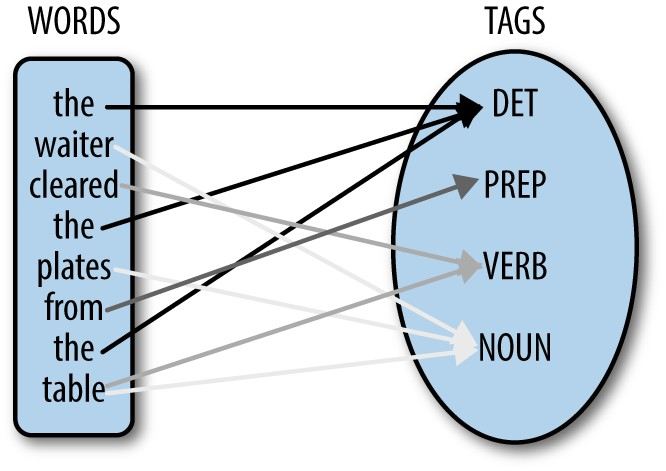 WORDS
the
waiter
cleared
the
plates
from
the
table
TAGS
DET
PREP
VERB
NOUN